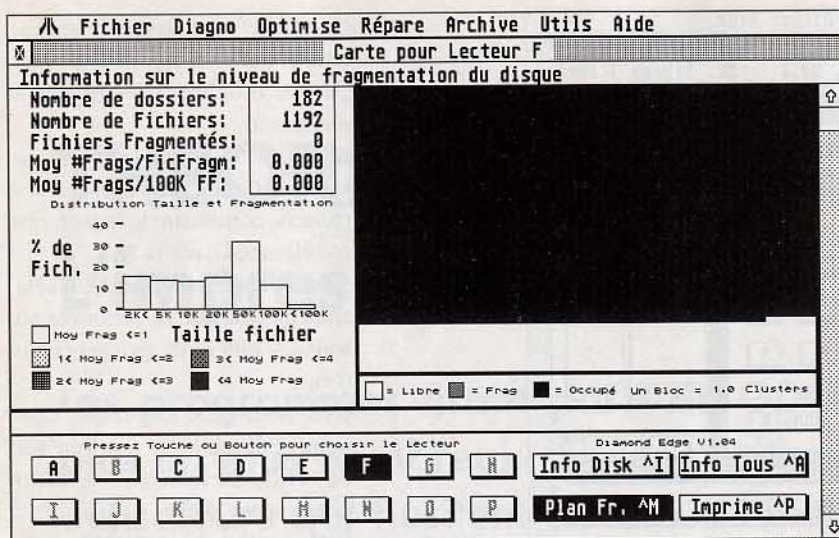 Fichier Diagno Optimise Répare Archive Utils Aide
Carte pour Lecteur F
Information sur le niveau de fragmentation du disque
Nombre de dossiers: 182
Nombre de Fichiers: 1192
Fichiers Fragmentés: 0
Moy #Frags/FicFragm: 0.000
Moy #Frags/100K FF: 0.000
Distribution Taille et Fragmentation
40
% de 30
Fich. 20
10
0
2K< 5K 10K 20K 50K 100K <100K
Moy Frag <=1 Taille fichier
1< Moy Frag <=2 3< Moy Frag <=4
2< Moy Frag <=3 <4 Moy Frag
= Libre = Frag = Occupé Un Bloc = 1.0 Clusters
Pressez Touche ou Bouton pour choisir le Lecteur
Diamond Edge V1.04
A B C D E F G H Info Disk ^I Info Tous ^A
I J K L M N O P Plan Fr. ^M Imprime ^P